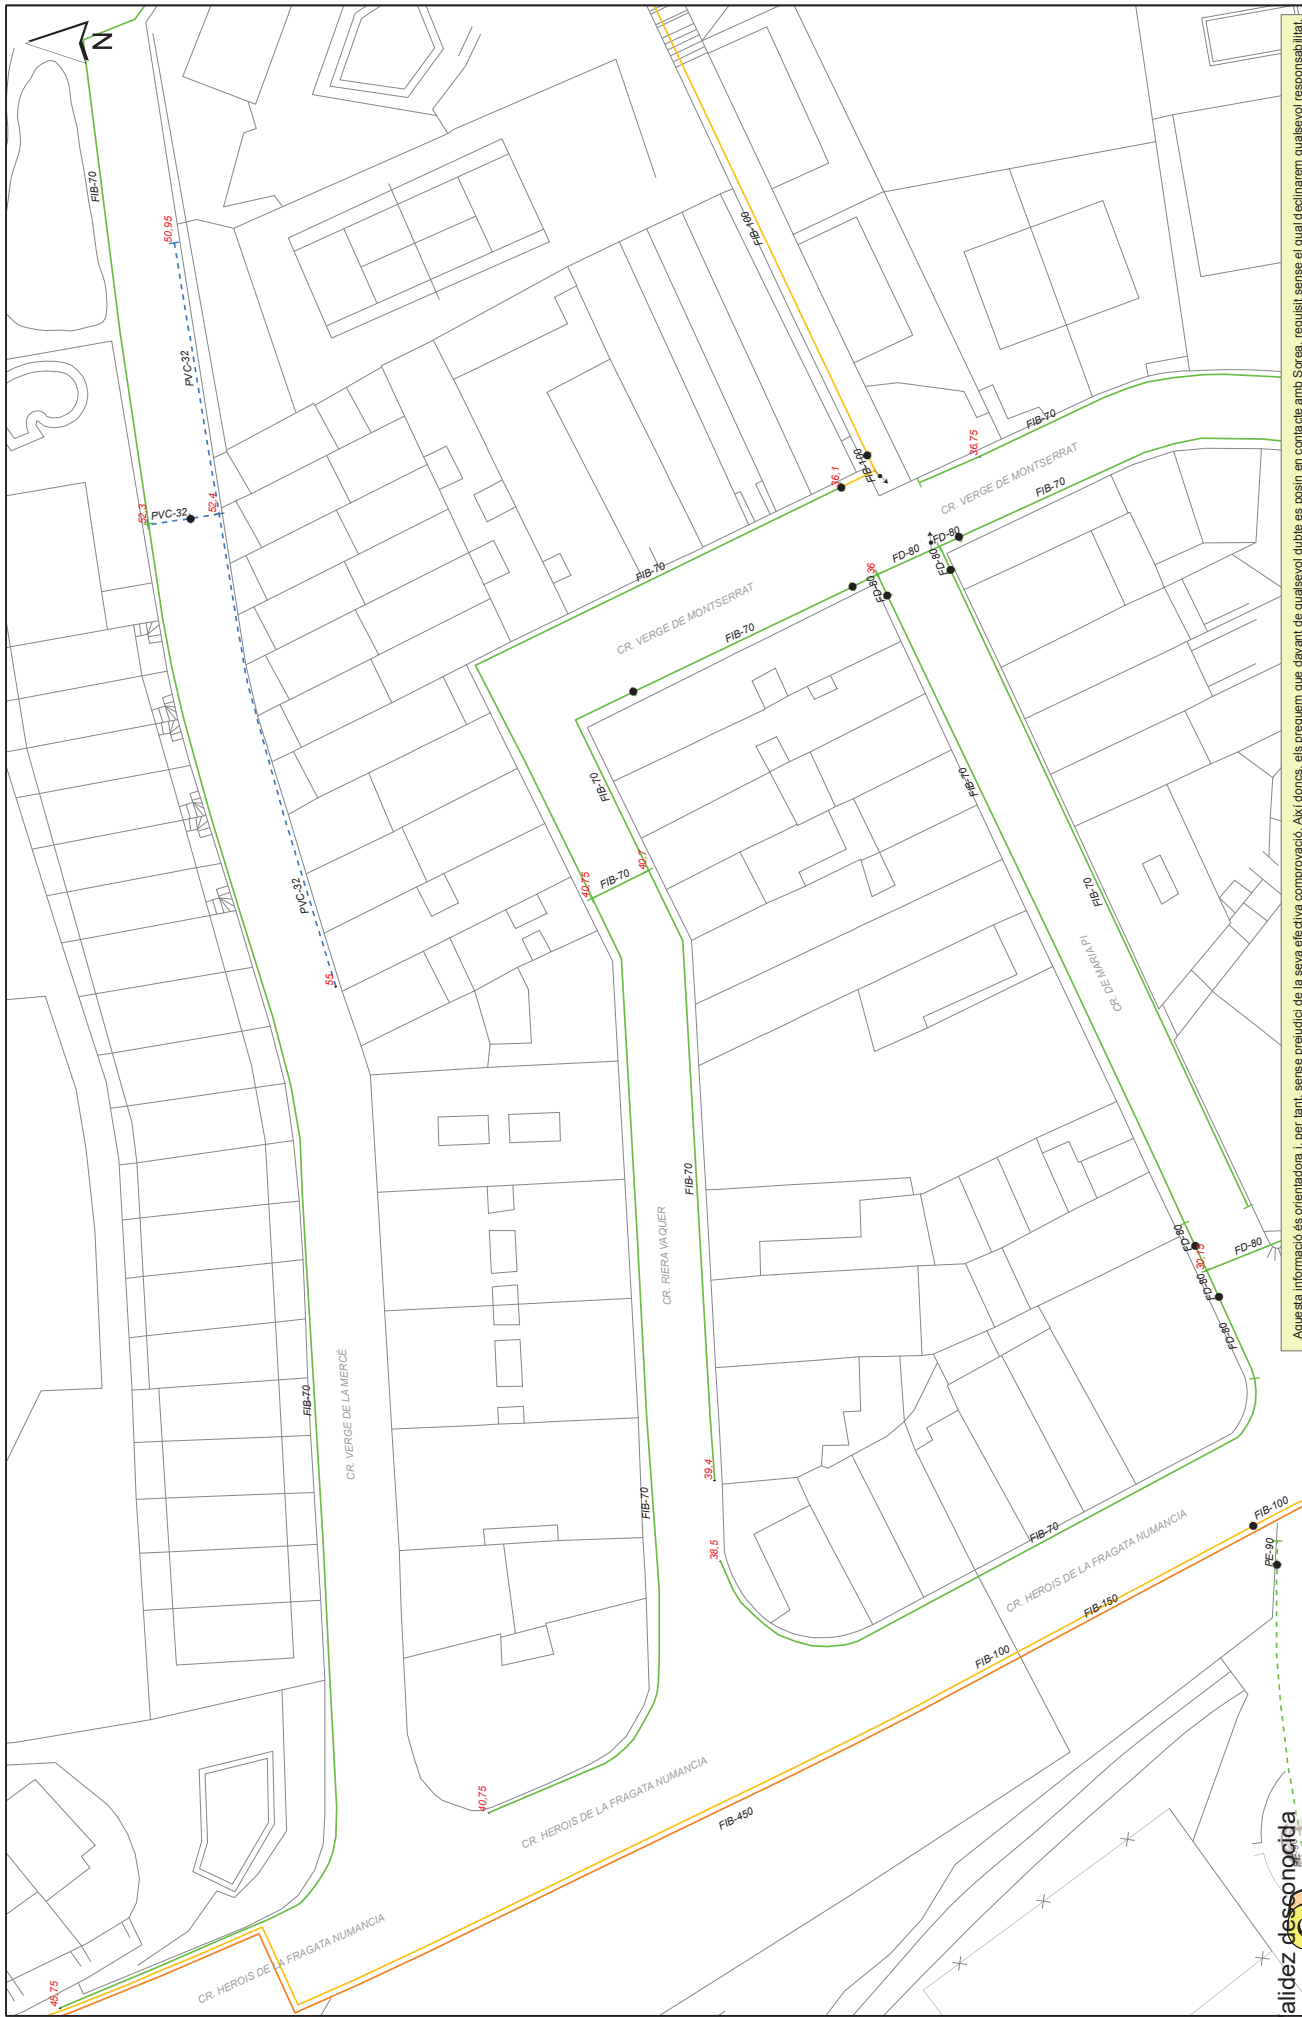 N
FIB-70
50,95
PVC-32
52,3
PVC-32
52,4
FIB-100
36,1
FIB-100
36,75
FIB-70
CR. VERGE DE MONTSERRAT
FIB-70
FD-80
FD-80
FD-80
36
FD-80
FIB-70
CR. VERGE DE MONTSERRAT
FIB-70
FIB-70
FIB-70
40,7
40,75
FIB-70
FIB-70
CR. DE MARIA PI
PVC-32
55
FIB-70
CR. RIERA VAQUER
FD-80
30,75
FD-80
FD-80
FD-80
CR. VERGE DE LA MERCÈ
FIB-70
39,4
FIB-70
38,5
FIB-70
CR. HEROIS DE LA FRAGATA NUMANCIA
FIB-100
PE-90
FIB-150
FIB-100
40,75
CR. HEROIS DE LA FRAGATA NUMANCIA
FIB-450
CR. HEROIS DE LA FRAGATA NUMANCIA
45,75
Aquesta informació és orientadora i, per tant, sense prejudici de la seva efectiva comprovació. Així doncs, els preguem que davant de qualsevol dubte es posin en contacte amb Sorea, requisit sense el qual declinarem qualsevol responsabilitat.
alidez desconocida